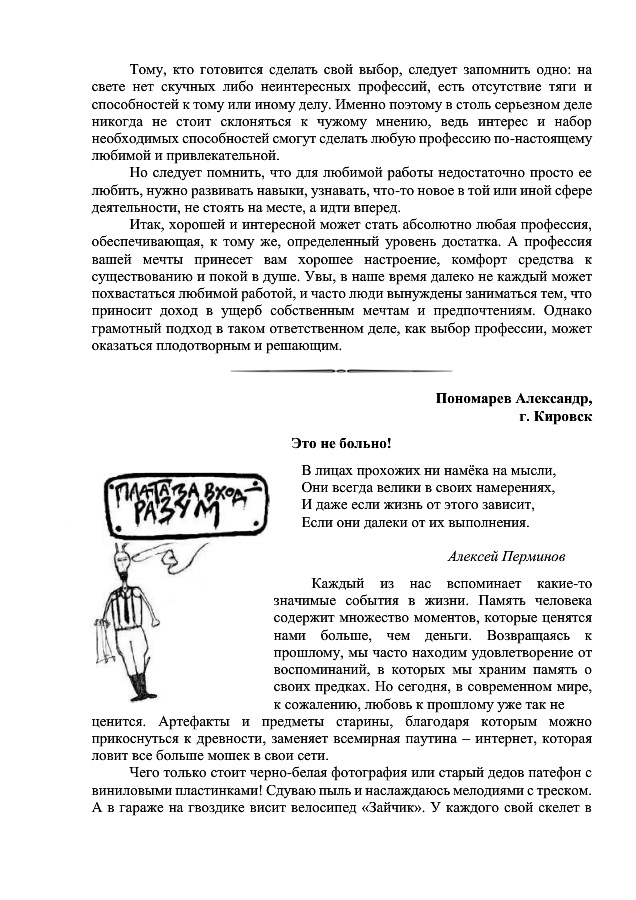 Тому, кто готовится сделать свой выбор, следует запомнить одно: на
свете нет скучных либо неинтересных профессий, есть отсутствие тяги и
способностей к тому или иному делу. Именно поэтому в столь серьезном деле
никогда не стоит склоняться к чужому мнению, ведь интерес и набор
необходимых способностей смогут сделать любую профессию по-настоящему
любимой и привлекательной.
Но следует помнить, что для любимой работы недостаточно просто ее
любить, нужно развивать навыки, узнавать, что-то новое в той или иной сфере
деятельности, не стоять на месте, а идти вперед.
Итак, хорошей и интересной может стать абсолютно любая профессия,
обеспечивающая, к тому же, определенный уровень достатка. А профессия
вашей мечты принесет вам хорошее настроение, комфорт средства к
существованию и покой в душе. Увы, в наше время далеко не каждый может
похвастаться любимой работой, и часто люди вынуждены заниматься тем, что
приносит доход в ущерб собственным мечтам и предпочтениям. Однако
грамотный подход в таком ответственном деле, как выбор профессии, может
оказаться плодотворным и решающим.
Пономарев Александр,
г. Кировск
Это не больно!
ПЛАТА ЗА ВХОД–
РАЗУМ
В лицах прохожих ни намёка на мысли,
Они всегда велики в своих намерениях,
И даже если жизнь от этого зависит,
Если они далеки от их выполнения.
Алексей Перминов
Каждый из нас вспоминает какие-то
значимые события в жизни. Память человека
содержит множество моментов, которые ценятся
нами больше, чем деньги. Возвращаясь к
прошлому, мы часто находим удовлетворение от
воспоминаний, в которых мы храним память о
своих предках. Но сегодня, в современном мире,
к сожалению, любовь к прошлому уже так не
ценится. Артефакты и предметы старины, благодаря которым можно
прикоснуться к древности, заменяет всемирная паутина – интернет, которая
ловит все больше мошек в свои сети.
Чего только стоит черно-белая фотография или старый дедов патефон с
виниловыми пластинками! Сдуваю пыль и наслаждаюсь мелодиями с треском.
А в гараже на гвоздике висит велосипед «Зайчик». У каждого свой скелет в